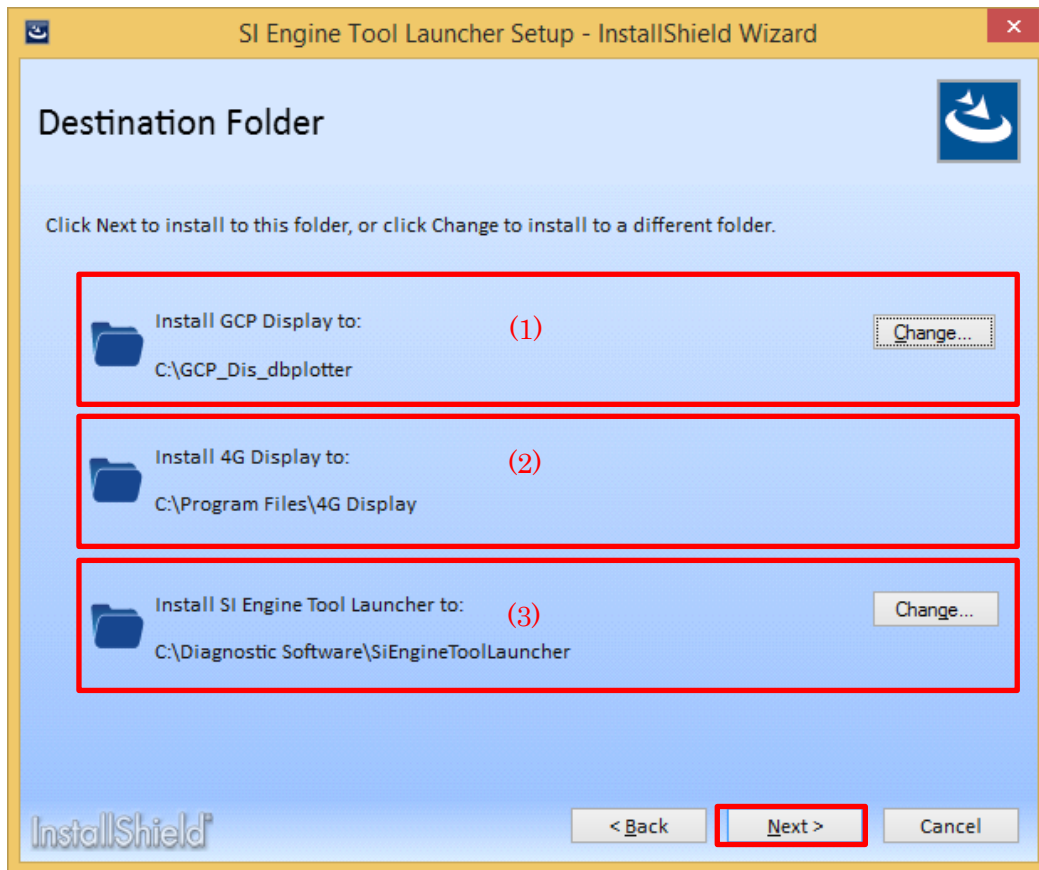 SI Engine Tool Launcher Setup - InstallShield Wizard
Destination Folder
Click Next to install to this folder, or click Change to install to a different folder.
Install GCP Display to:
(1)
Change...
C:\GCP_Dis_dbplotter
Install 4G Display to:
(2)
C:\Program Files\4G Display
Install SI Engine Tool Launcher to:
(3)
Change...
C:\Diagnostic Software\SiEngineToolLauncher
InstallShield®
< Back
Next >
Cancel